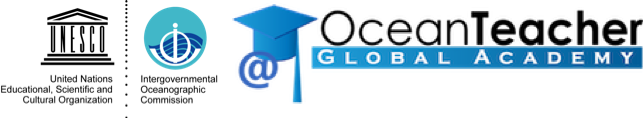 UNESCO
United Nations
Educational, Scientific and
Cultural Organization
Intergovernmental
Oceanographic
Commission
@
OceanTeacher
GLOBAL ACADEMY